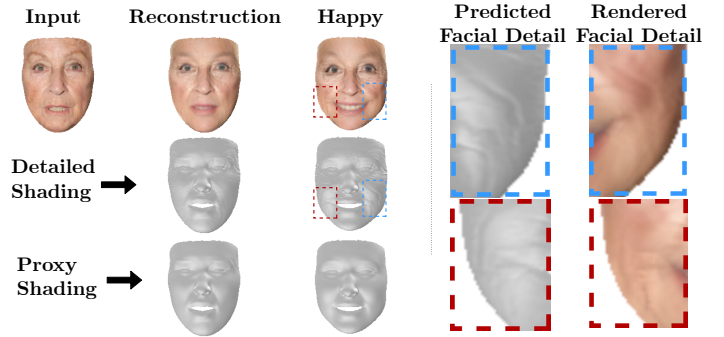 Input
Reconstruction
Happy
Predicted
Facial Detail
Rendered
Facial Detail
Detailed
Shading
Proxy
Shading